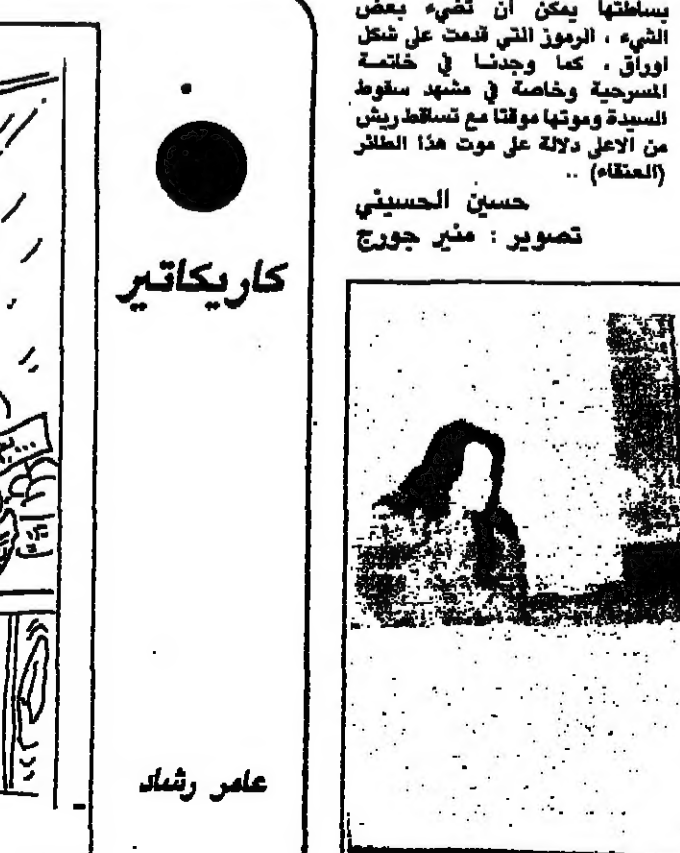 بساطتها يمكن ان تضيء بعض
الشيء ، الرموز التي قدمت على شكل
اوراق ، كما وجدنا في خاتمة
المسرحية وخاصة في مشهد سقوط
السيدة وموتها موقتا مع تساقط ريش
من الاعلى دلالة على موت هذا الطائر
(العنقاء) ..
حسين الحسيني
تصوير : منير جورج
كاريكاتير
عامر رشاد